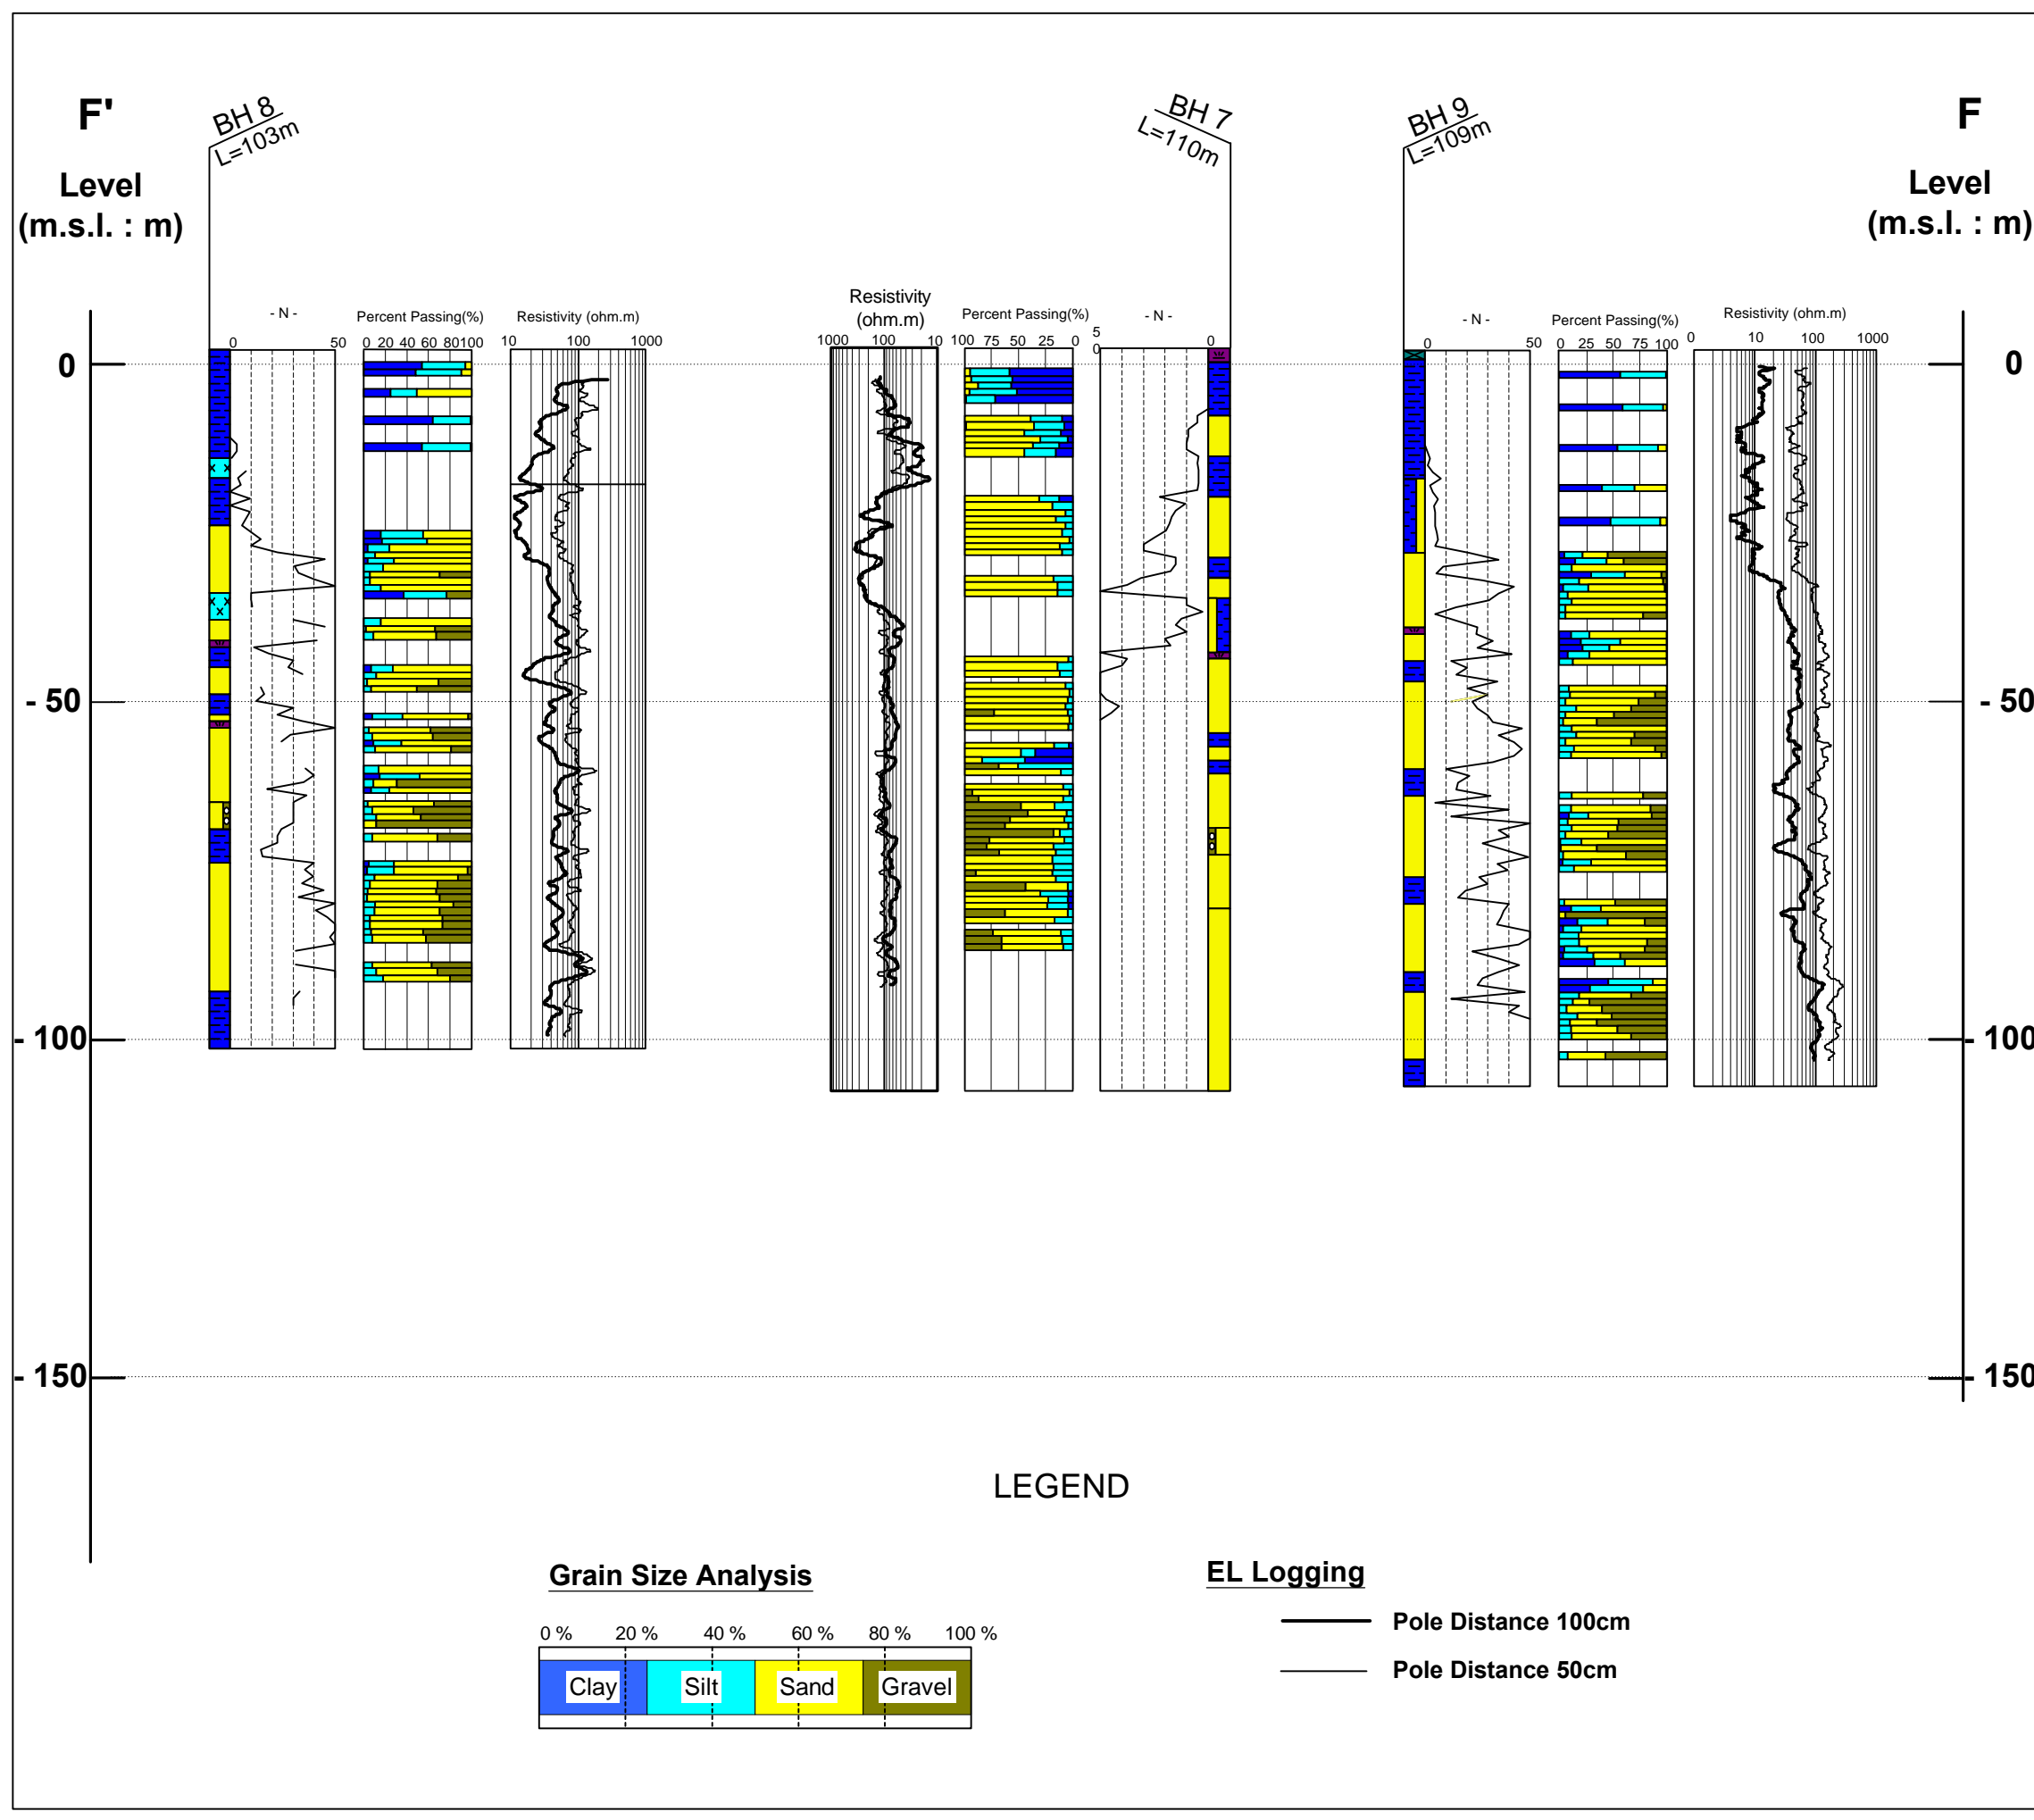 F'
Level
(m.s.l. : m)
BH 8
L=103m
BH 7
L=110m
BH 9
L=109m
F
Level
(m.s.l. : m)
- N -
0 50
Percent Passing(%)
0 20 40 60 80 100
Resistivity (ohm.m)
10 100 1000
Resistivity
(ohm.m)
1000 100 10
Percent Passing(%)
100 75 50 25 0
- N -
5
0 0
- N -
0 50
Percent Passing(%)
0 25 50 75 100
Resistivity (ohm.m)
0 10 100 1000
0 0
- 50 - 50
- 100 - 100
- 150 - 150
LEGEND
Grain Size Analysis
0 % 20 % 40 % 60 % 80 % 100 %
Clay Silt Sand Gravel
EL Logging
Pole Distance 100cm
Pole Distance 50cm